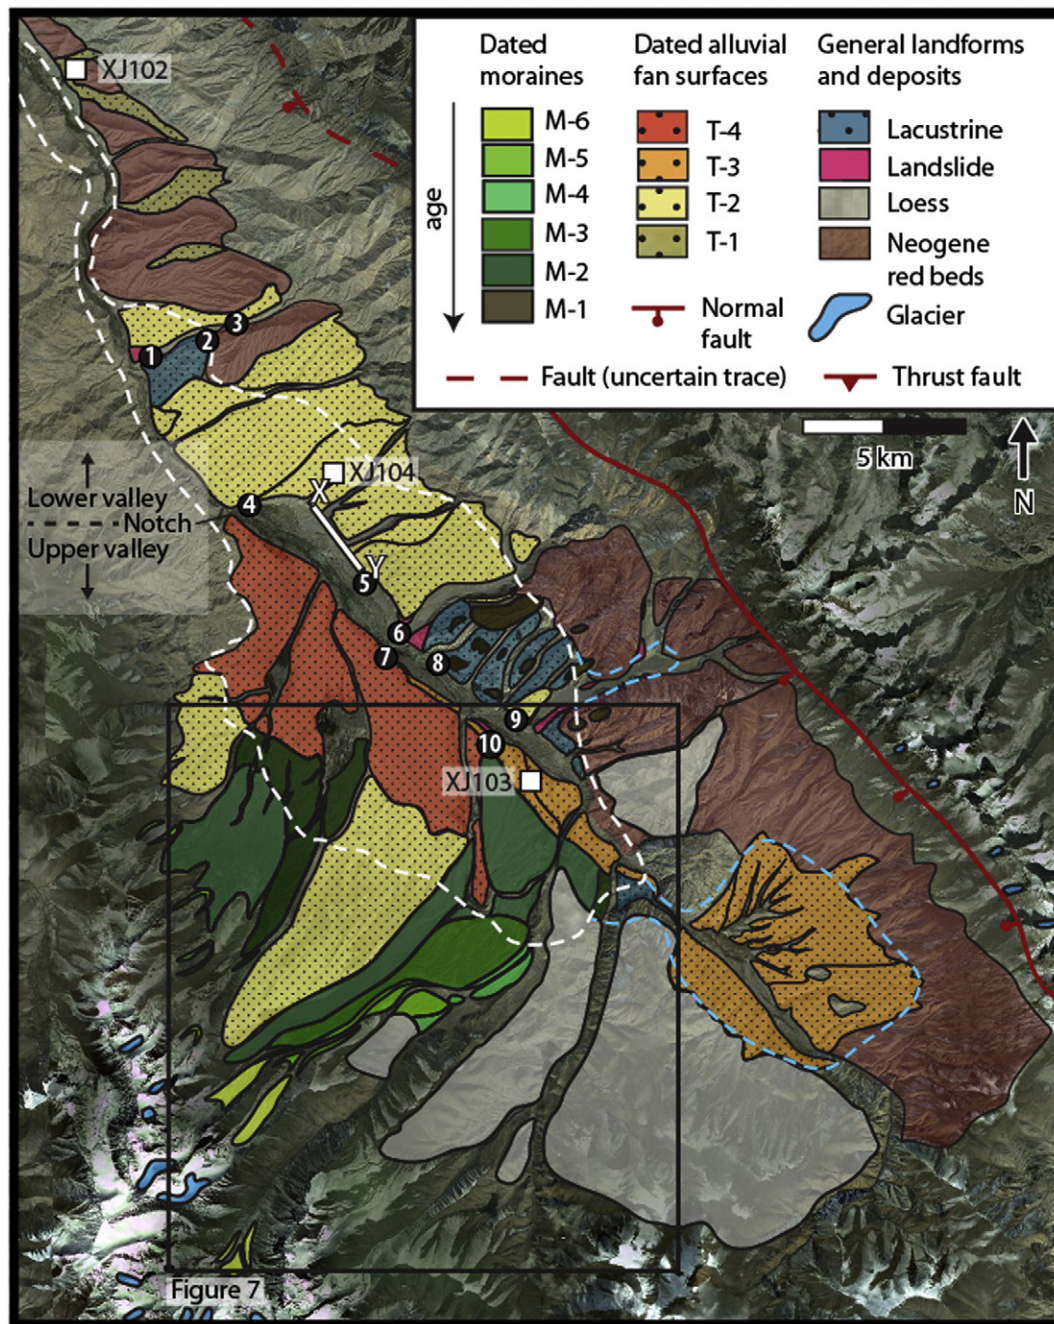 XJ102
Dated
moraines
age
M-6
M-5
M-4
M-3
M-2
M-1
Dated alluvial
fan surfaces
T-4
T-3
T-2
T-1
Normal
fault
General landforms
and deposits
Lacustrine
Landslide
Loess
Neogene
red beds
Glacier
Fault (uncertain trace)
Thrust fault
5 km
N
3
2
1
XJ104
X
Lower valley
Notch
Upper valley
4
Y
5
6
7
8
9
10
XJ103
Figure 7